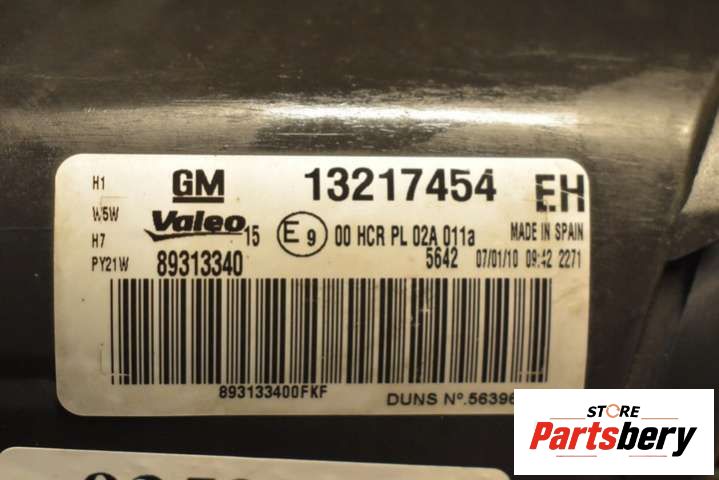 H1 GM 13217454 EH
W5W Valeo 15 E9 00 HCR PL 02A 011a MADE IN SPAIN
H7 5642 07/01/10 09:42 2271
PY21W 89313340
893133400FKF DUNS Nº.56396
STORE
Partsbery